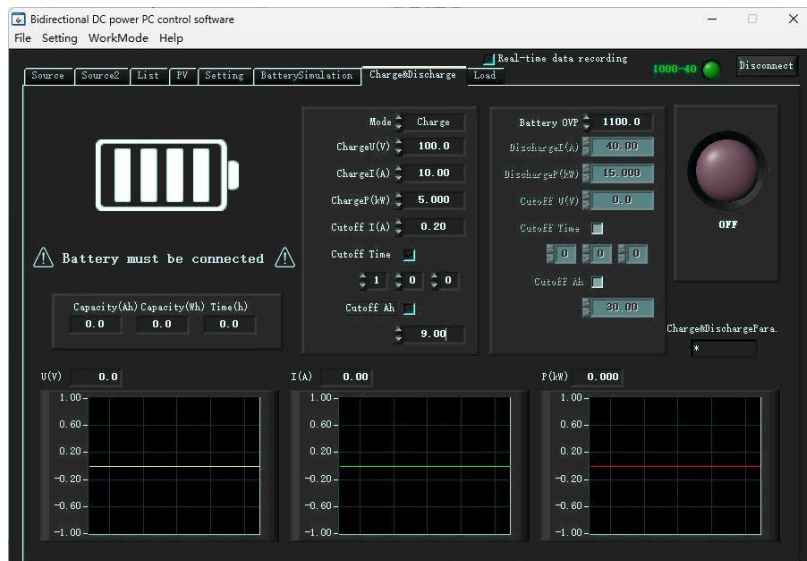 Bidirectional DC power PC control software
File Setting WorkMode Help
Real-time data recording
1000-40
Disconnect
Source Source2 List PV Setting BatterySimulation Charge&Discharge Load
Mode Charge
ChargeU(V) 100.0
ChargeI(A) 10.00
ChargeP(kW) 5.000
Cutoff I(A) 0.20
Cutoff Time
1 0 0
Cutoff Ah
9.00
Battery OVP 1100.0
DischargeI(A) 40.00
DischargeP(kW) 15.000
Cutoff U(V) 0.0
Cutoff Time
0 0 0
Cutoff Ah
30.00
OFF
Battery must be connected
Capacity(Ah) Capacity(Wh) Time(h)
0.0 0.0 0.0
Charge&DischargePara.
*
U(V) 0.0
1.00
0.60
0.20
-0.20
-0.60
-1.00
I(A) 0.00
1.00
0.60
0.20
-0.20
-0.60
-1.00
P(kW) 0.000
1.00
0.60
0.20
-0.20
-0.60
-1.00